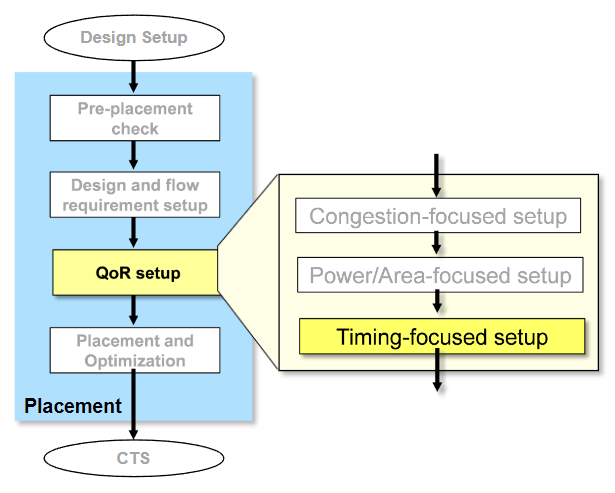 Design Setup
Pre-placement
check
Design and flow
requirement setup
QoR setup
Placement and
Optimization
Placement
CTS
Congestion-focused setup
Power/Area-focused setup
Timing-focused setup